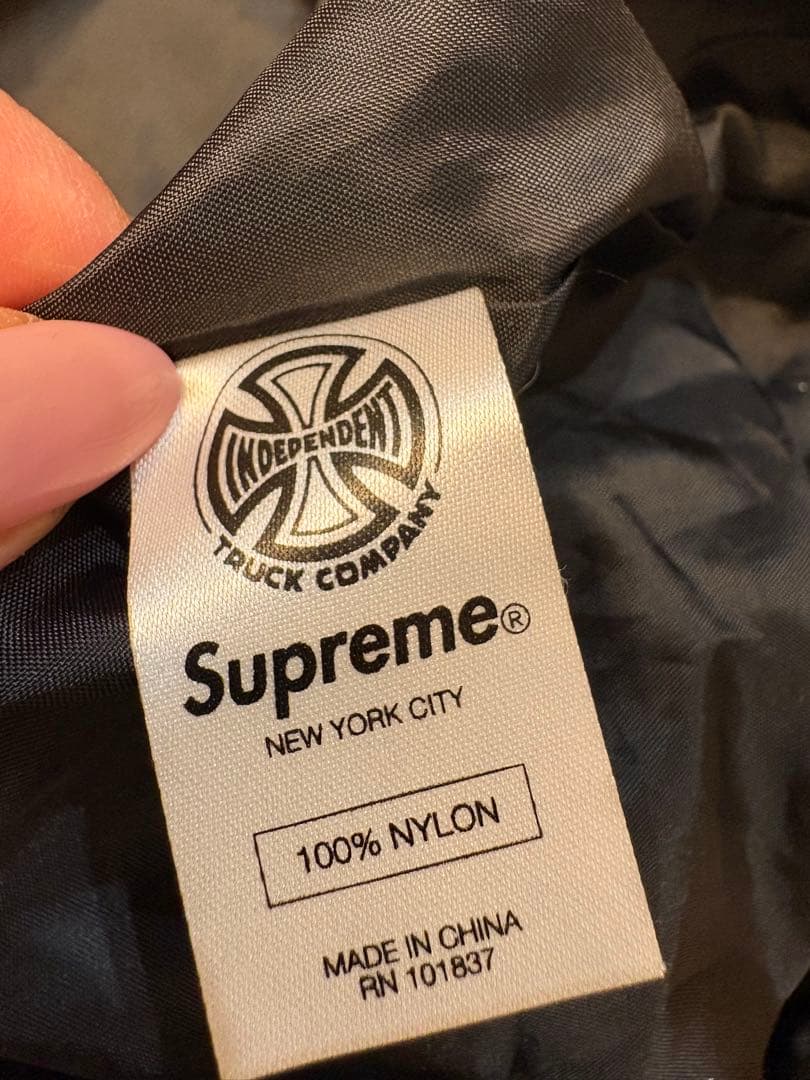 INDEPENDENT
TRUCK COMPANY
Supreme®
NEW YORK CITY
100% NYLON
MADE IN CHINA
RN 101837